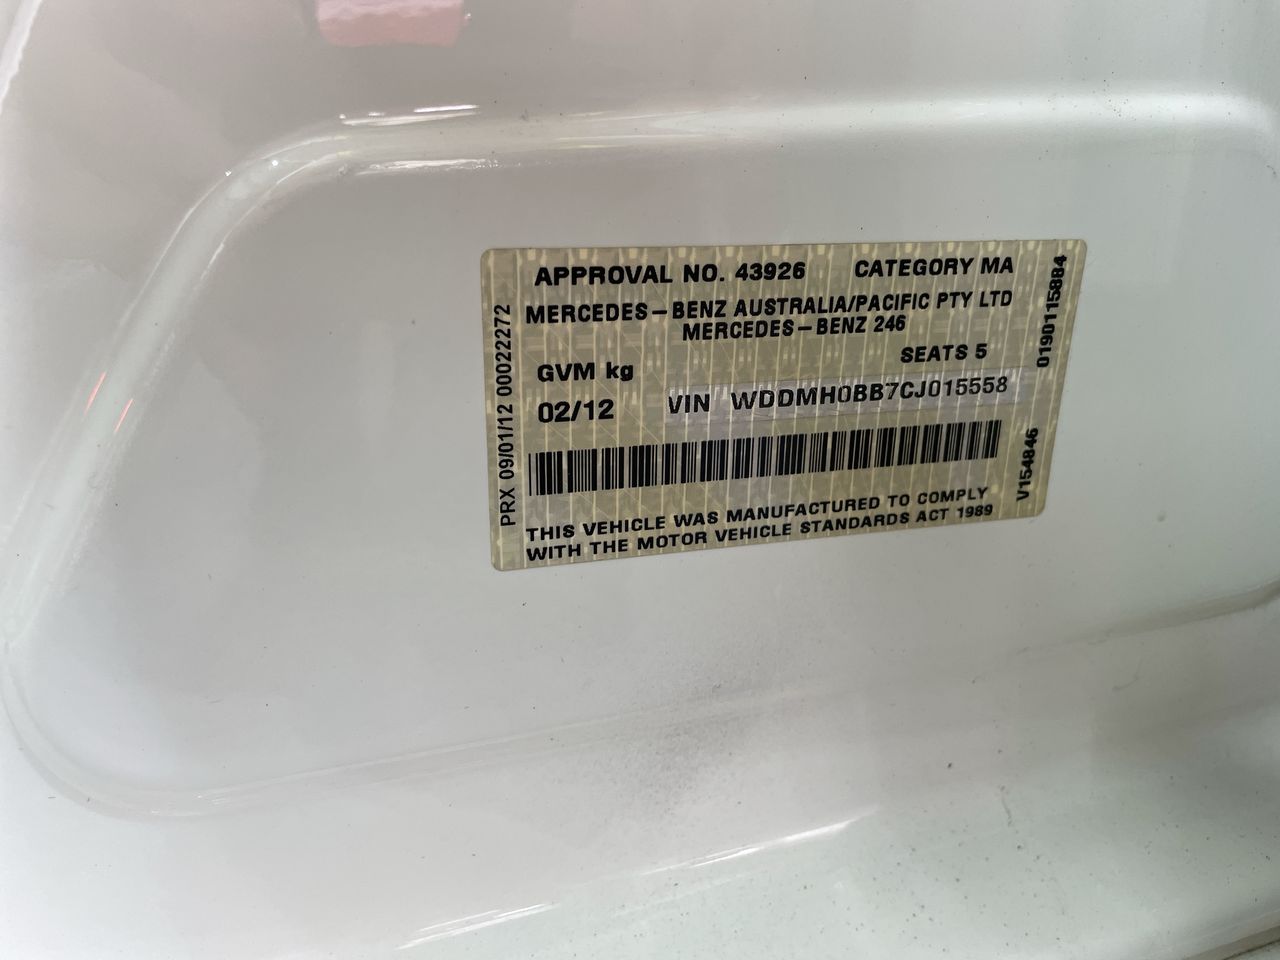 APPROVAL NO. 43926 CATEGORY MA
MERCEDES-BENZ AUSTRALIA/PACIFIC PTY LTD
MERCEDES-BENZ 246
SEATS 5
GVM kg
02/12 VIN WDDMH0BB7CJ015558
THIS VEHICLE WAS MANUFACTURED TO COMPLY
WITH THE MOTOR VEHICLE STANDARDS ACT 1989
PRX 09/01/12 00022272
V154846 0190115884